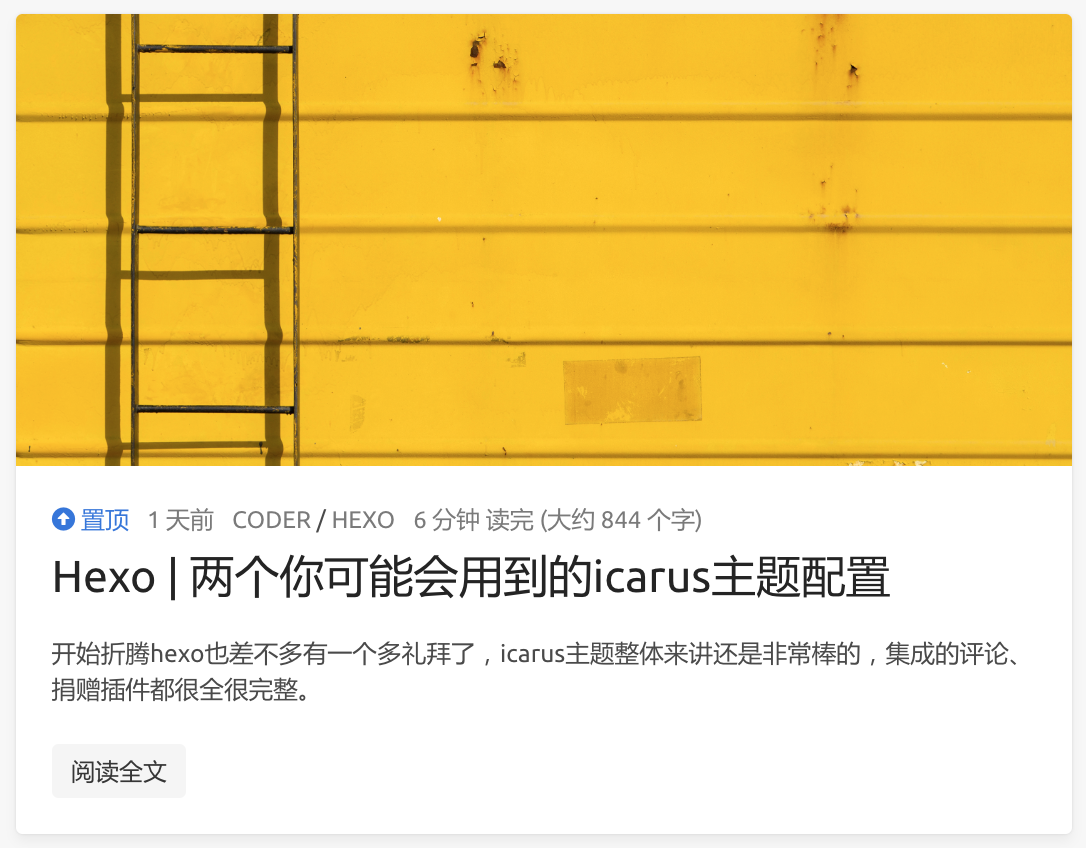 置顶 1 天前 CODER / HEXO 6 分钟 读完 (大约 844 个字)
Hexo | 两个你可能会用到的icarus主题配置
开始折腾hexo也差不多有一个多礼拜了，icarus主题整体来讲还是非常棒的，集成的评论、
捐赠插件都很全很完整。
阅读全文